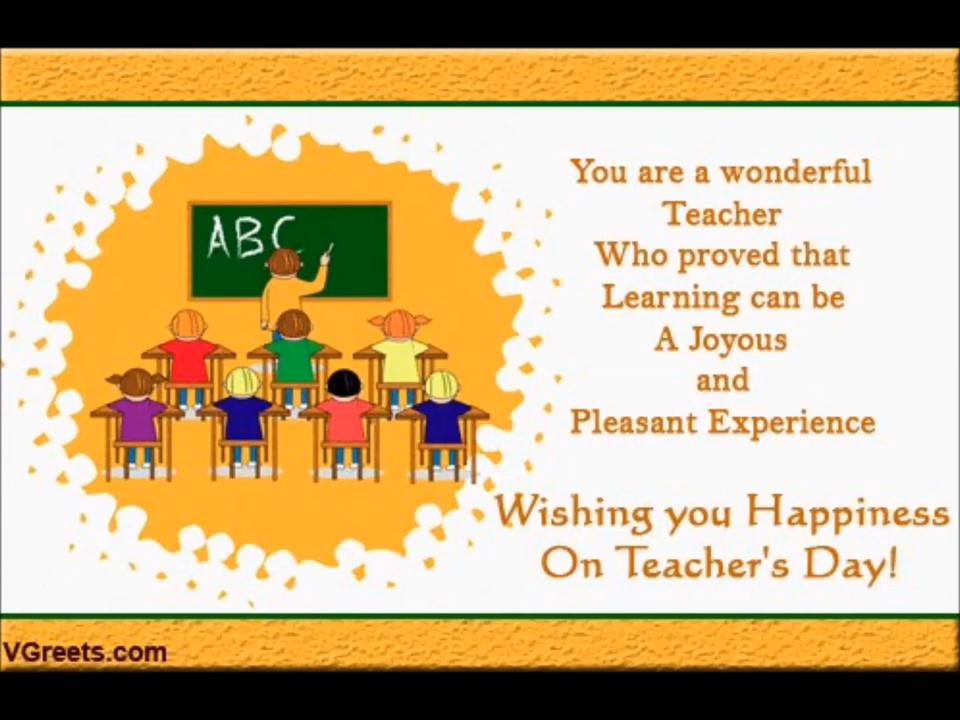 ABC
You are a wonderful
Teacher
Who proved that
Learning can be
A Joyous
and
Pleasant Experience
Wishing you Happiness
On Teacher's Day!
VGreets.com